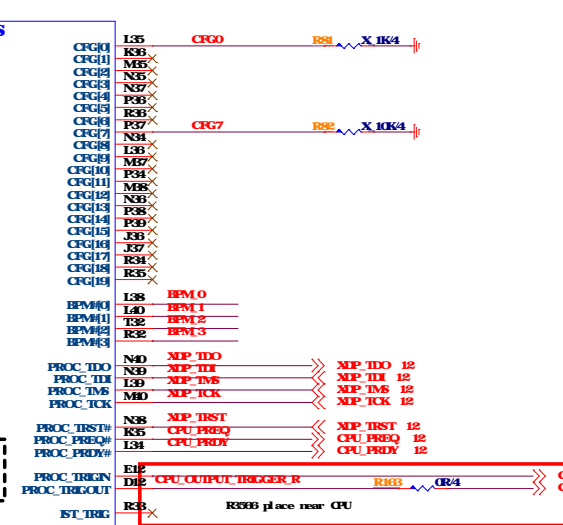 s
CFG[0] L35 CFG0 R81 X_1K/4
CFG[1] K36
CFG[2] M35
CFG[3] N35
CFG[4] N37
CFG[5] P36
CFG[6] R36
CFG[7] P37 CFG7 R82 X_10K/4
CFG[8] N34
CFG[9] L36
CFG[10] M37
CFG[11] P34
CFG[12] M38
CFG[13] N36
CFG[14] P38
CFG[15] P39
CFG[16] J36
CFG[17] J37
CFG[18] R34
CFG[19] R35
BPM#[0] L38 BPM_0
BPM#[1] L40 BPM_1
BPM#[2] T32 BPM_2
BPM#[3] R32 BPM_3
PROC_TDO N40 XDP_TDO XDP_TDO 12
PROC_TDI N39 XDP_TDI XDP_TDI 12
PROC_TMS L39 XDP_TMS XDP_TMS 12
PROC_TCK M40 XDP_TCK XDP_TCK 12
PROC_TRST# N38 XDP_TRST XDP_TRST 12
PROC_PREQ# K35 CPU_PREQ CPU_PREQ 12
PROC_PRDY# L34 CPU_PRDY CPU_PRDY 12
PROC_TRIGIN E12 C
PROC_TRIGOUT D12 CPU_OUTPUT_TRIGGER_R R163 0R/4 C
R3566 place near CPU
IST_TRIG R33